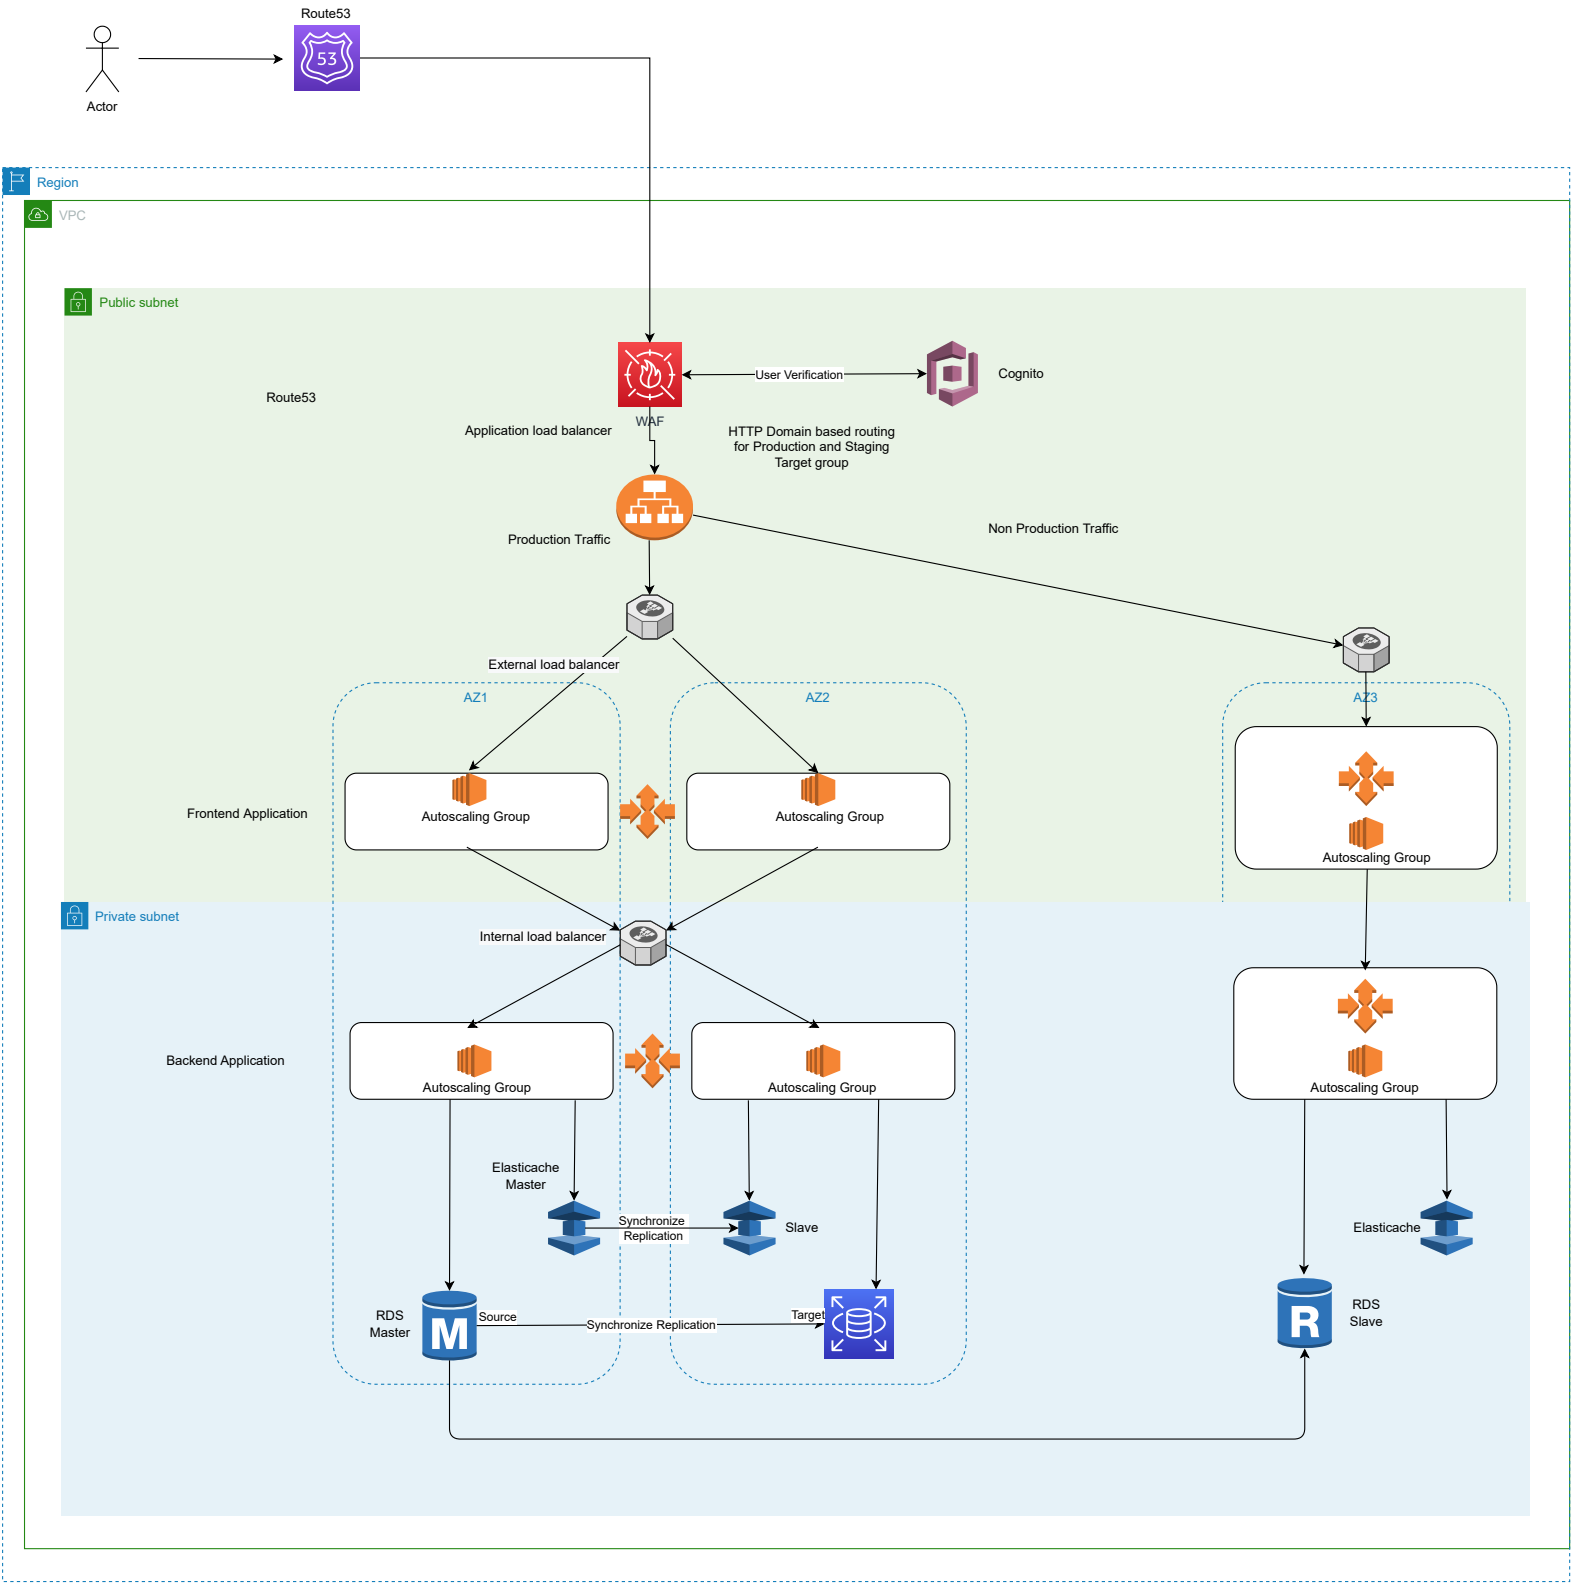 Route53
53
Actor
Region
VPC
Public subnet
User Verification
Cognito
Route53
WAF
Application load balancer
HTTP Domain based routing
for Production and Staging
Target group
Production Traffic
Non Production Traffic
External load balancer
AZ1
AZ2
AZ3
Frontend Application
Autoscaling Group
Autoscaling Group
Autoscaling Group
Private subnet
Internal load balancer
Backend Application
Autoscaling Group
Autoscaling Group
Autoscaling Group
Elasticache
Master
Synchronize
Replication
Slave
Elasticache
RDS
Master
M
Source
Synchronize Replication
Target
R
RDS
Slave